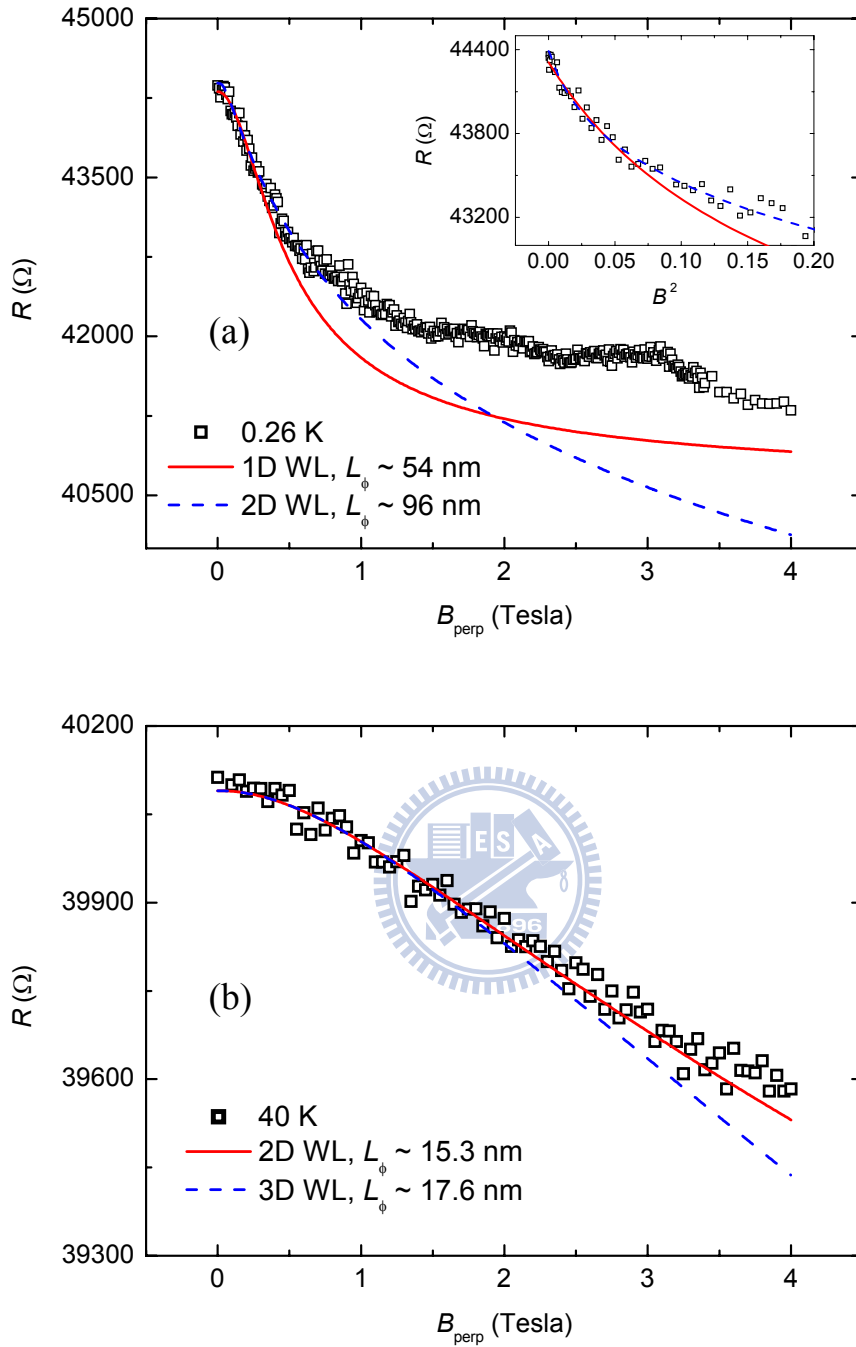 45000
43500
42000
40500
R (Ω)
44400
43800
43200
R (Ω)
0.00 0.05 0.10 0.15 0.20
B²
(a)
0.26 K
1D WL, Lϕ ~ 54 nm
2D WL, Lϕ ~ 96 nm
0 1 2 3 4
Bperp (Tesla)
40200
39900
39600
39300
R (Ω)
E S A
1896
(b)
40 K
2D WL, Lϕ ~ 15.3 nm
3D WL, Lϕ ~ 17.6 nm
0 1 2 3 4
Bperp (Tesla)